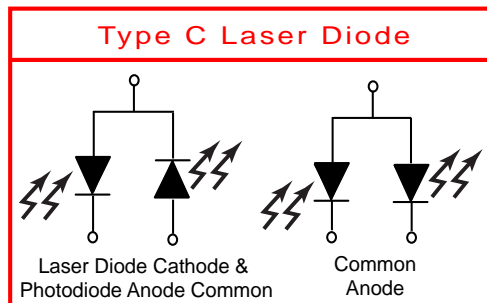 Type C Laser Diode
Laser Diode Cathode &
Photodiode Anode Common
Common
Anode